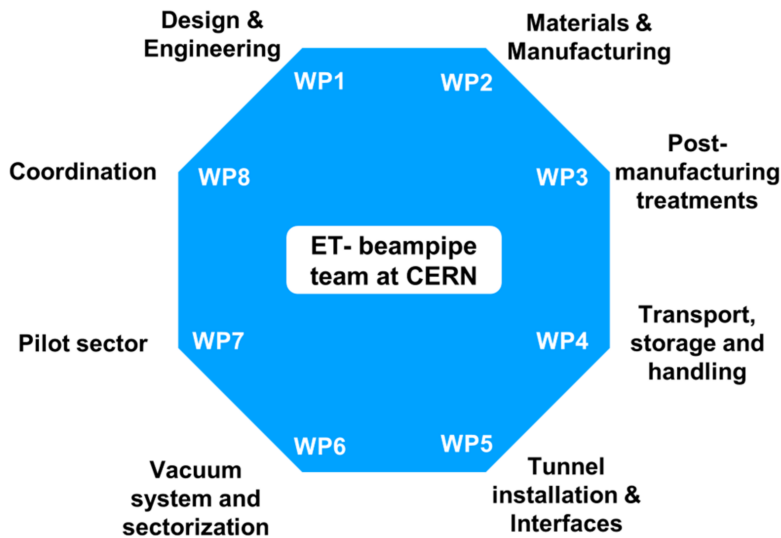 Design &
Engineering
Materials &
Manufacturing
WP1
WP2
Coordination
WP8
WP3
Post-
manufacturing
treatments
ET- beampipe
team at CERN
Pilot sector
WP7
WP4
Transport,
storage and
handling
WP6
WP5
Vacuum
system and
sectorization
Tunnel
installation &
Interfaces